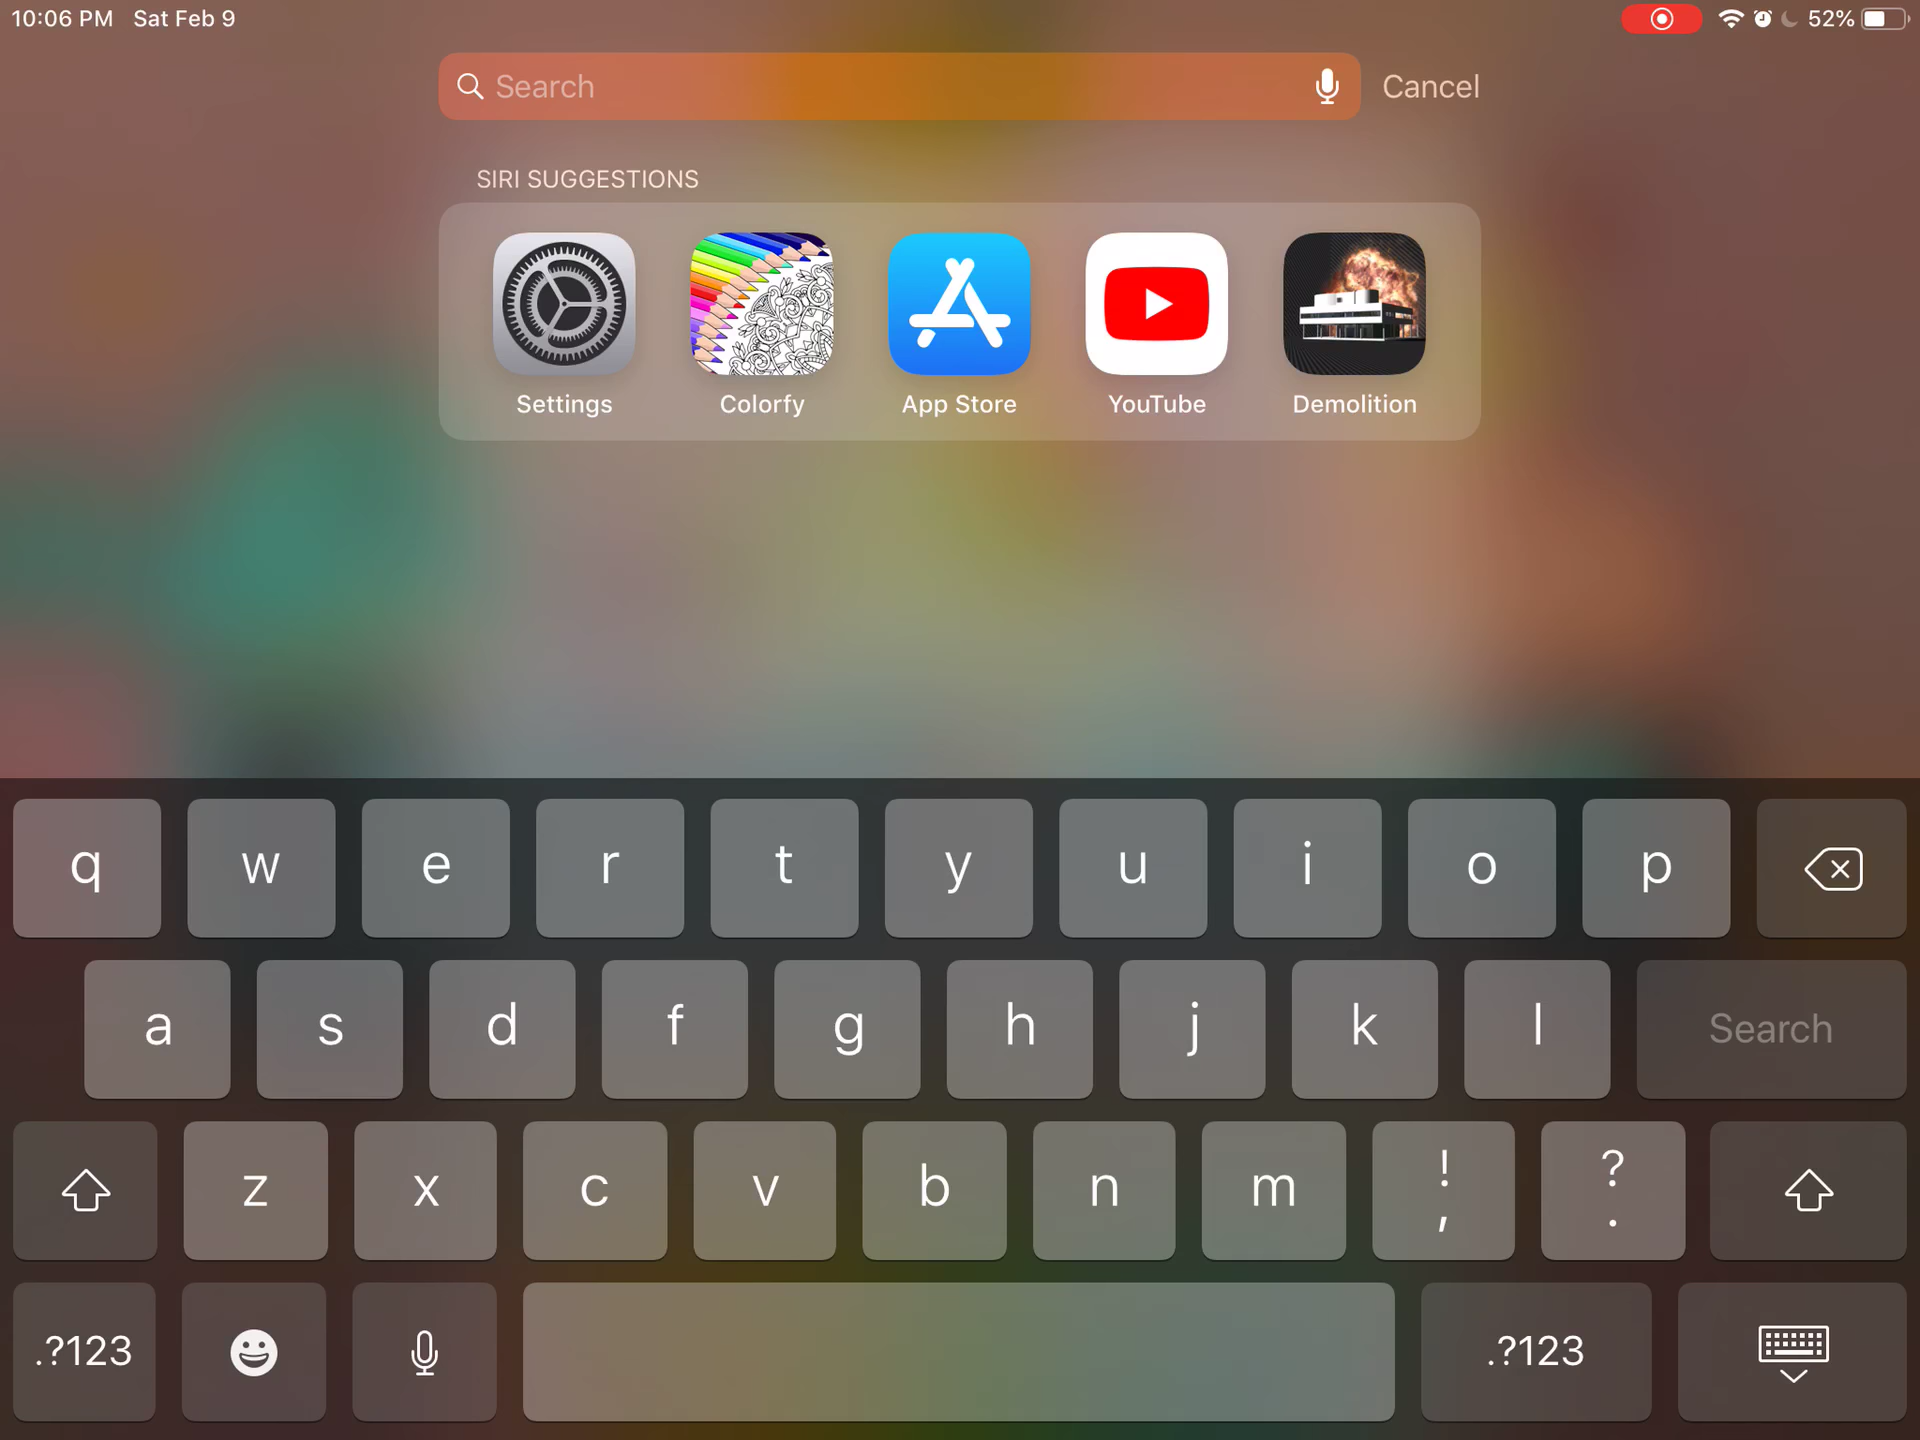 10:06 PM Sat Feb 9 52%
Search Cancel
SIRI SUGGESTIONS
Settings Colorfy App Store YouTube Demolition
q w e r t y u i o p
a s d f g h j k l Search
z x c v b n m ! ?
, .
.?123 .?123